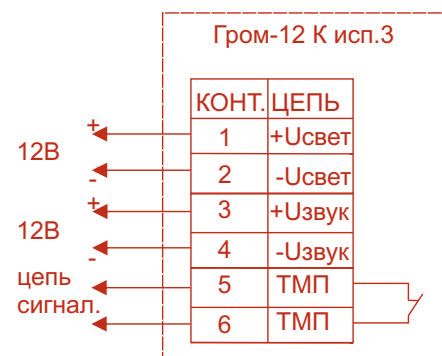 Гром-12 К исп.3
КОНТ. ЦЕПЬ
+ 1 +Uсвет
12В
- 2 -Uсвет
+ 3 +Uзвук
12В
- 4 -Uзвук
цепь 5 ТМП
сигнал. 6 ТМП